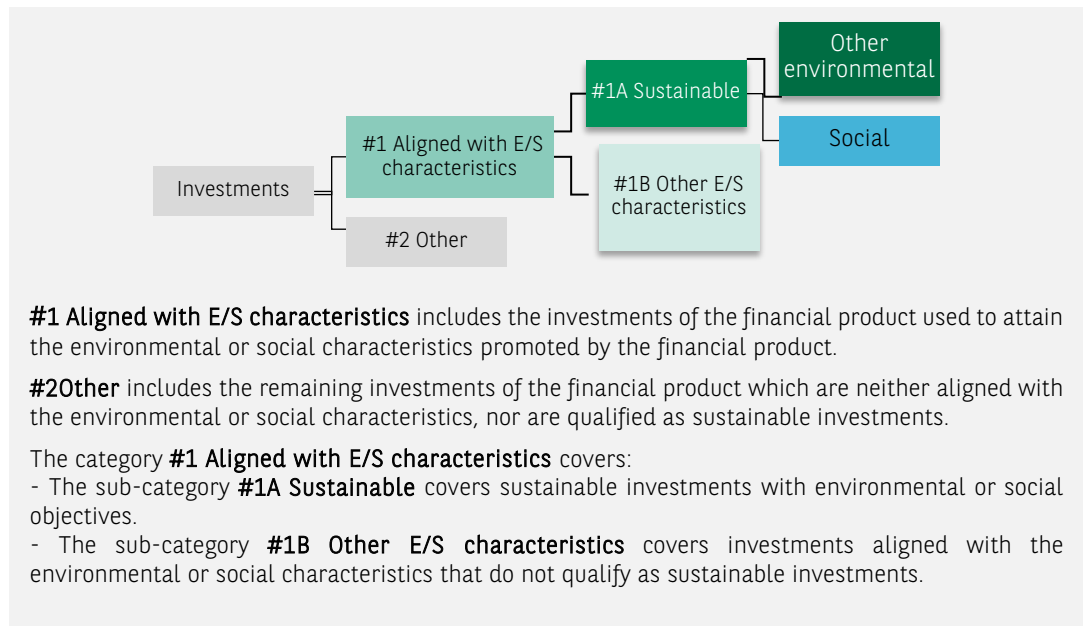 Other
environmental
#1A Sustainable
Social
#1 Aligned with E/S
characteristics
#1B Other E/S
characteristics
Investments
#2 Other
#1 Aligned with E/S characteristics includes the investments of the financial product used to attain
the environmental or social characteristics promoted by the financial product.
#2Other includes the remaining investments of the financial product which are neither aligned with
the environmental or social characteristics, nor are qualified as sustainable investments.
The category #1 Aligned with E/S characteristics covers:
- The sub-category #1A Sustainable covers sustainable investments with environmental or social
objectives.
- The sub-category #1B Other E/S characteristics covers investments aligned with the
environmental or social characteristics that do not qualify as sustainable investments.